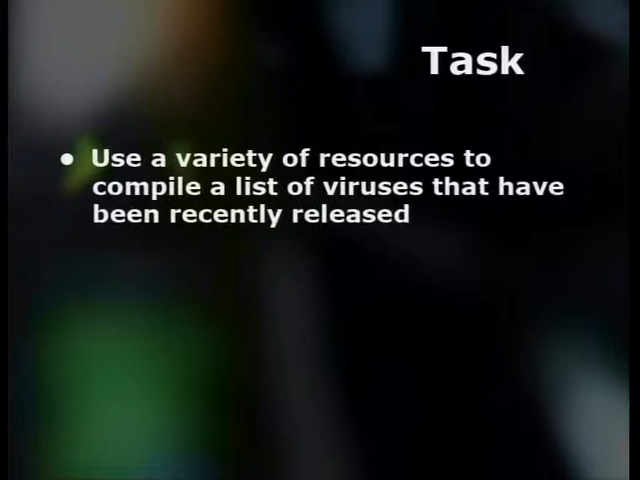 Task
• Use a variety of resources to
compile a list of viruses that have
been recently released